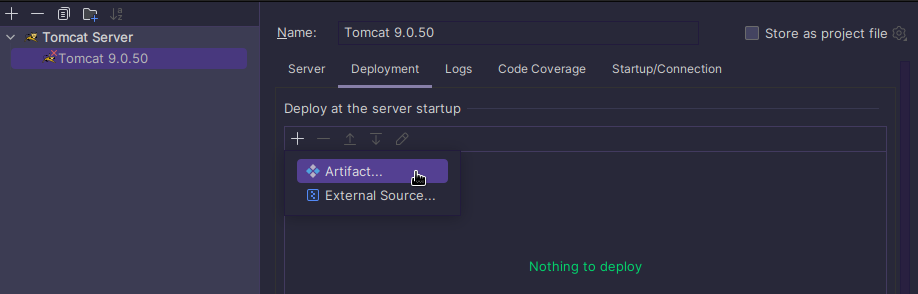 Tomcat Server
Tomcat 9.0.50
Name: Tomcat 9.0.50 Store as project file
Server Deployment Logs Code Coverage Startup/Connection
Deploy at the server startup
Artifact...
External Source...
Nothing to deploy